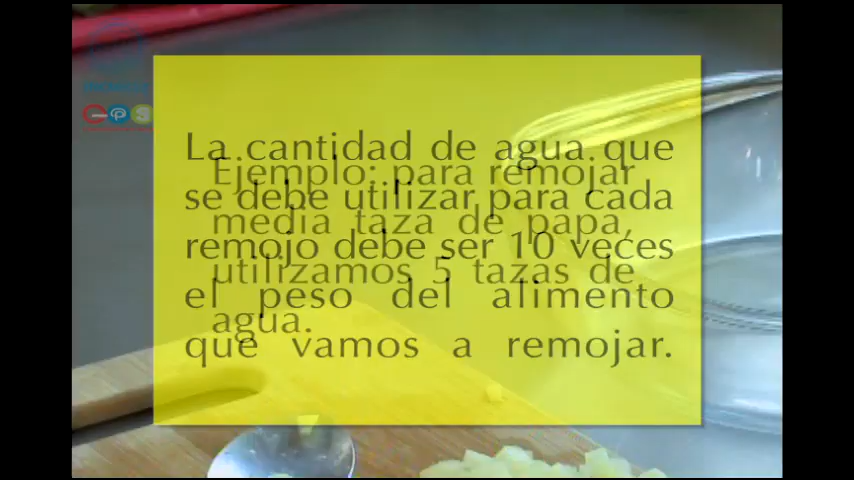 La cantidad de agua que
se debe utilizar para cada
remojo debe ser 10 veces
el peso del alimento
que vamos a remojar.
Ejemplo: para remojar
media taza de papa,
utilizamos 5 tazas de
agua.